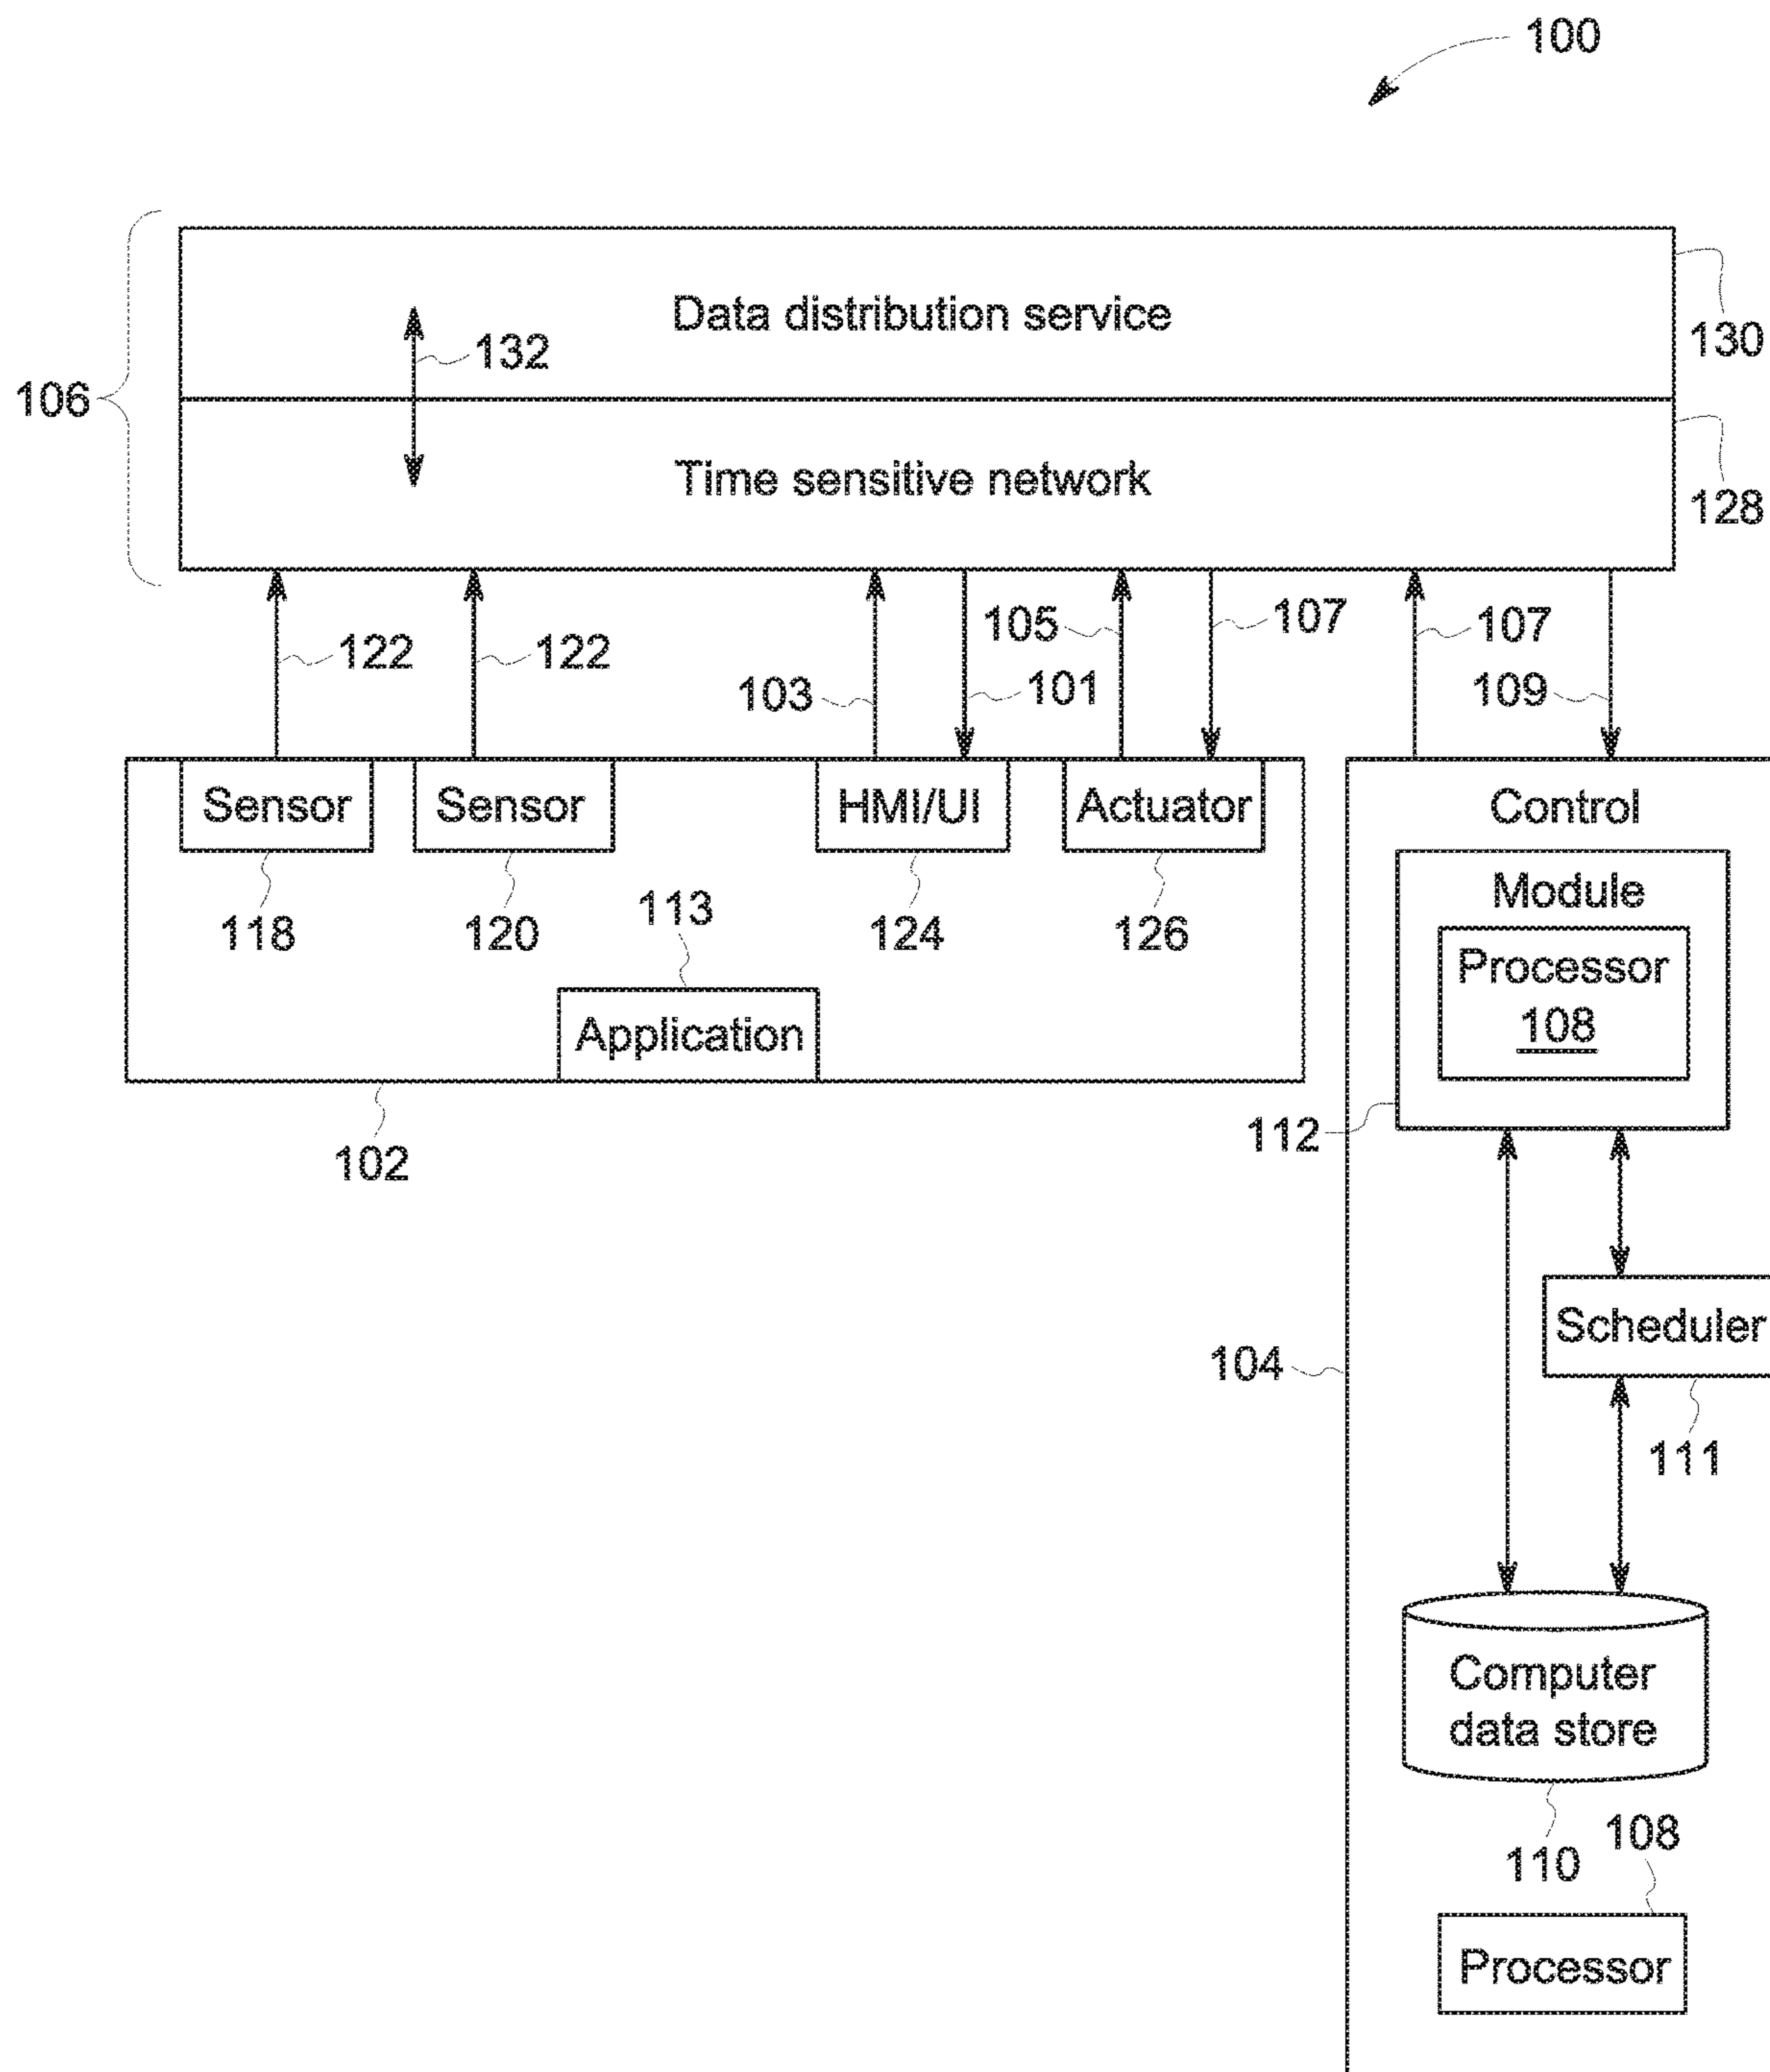 100
Data distribution service
130
132
106
Time sensitive network
128
122
122
103
101
105
107
107
109
Sensor
Sensor
HMI/UI
Actuator
Control
118
120
113
124
126
Module
Processor
108
Application
112
102
Scheduler
104
111
Computer
data store
110
108
Processor